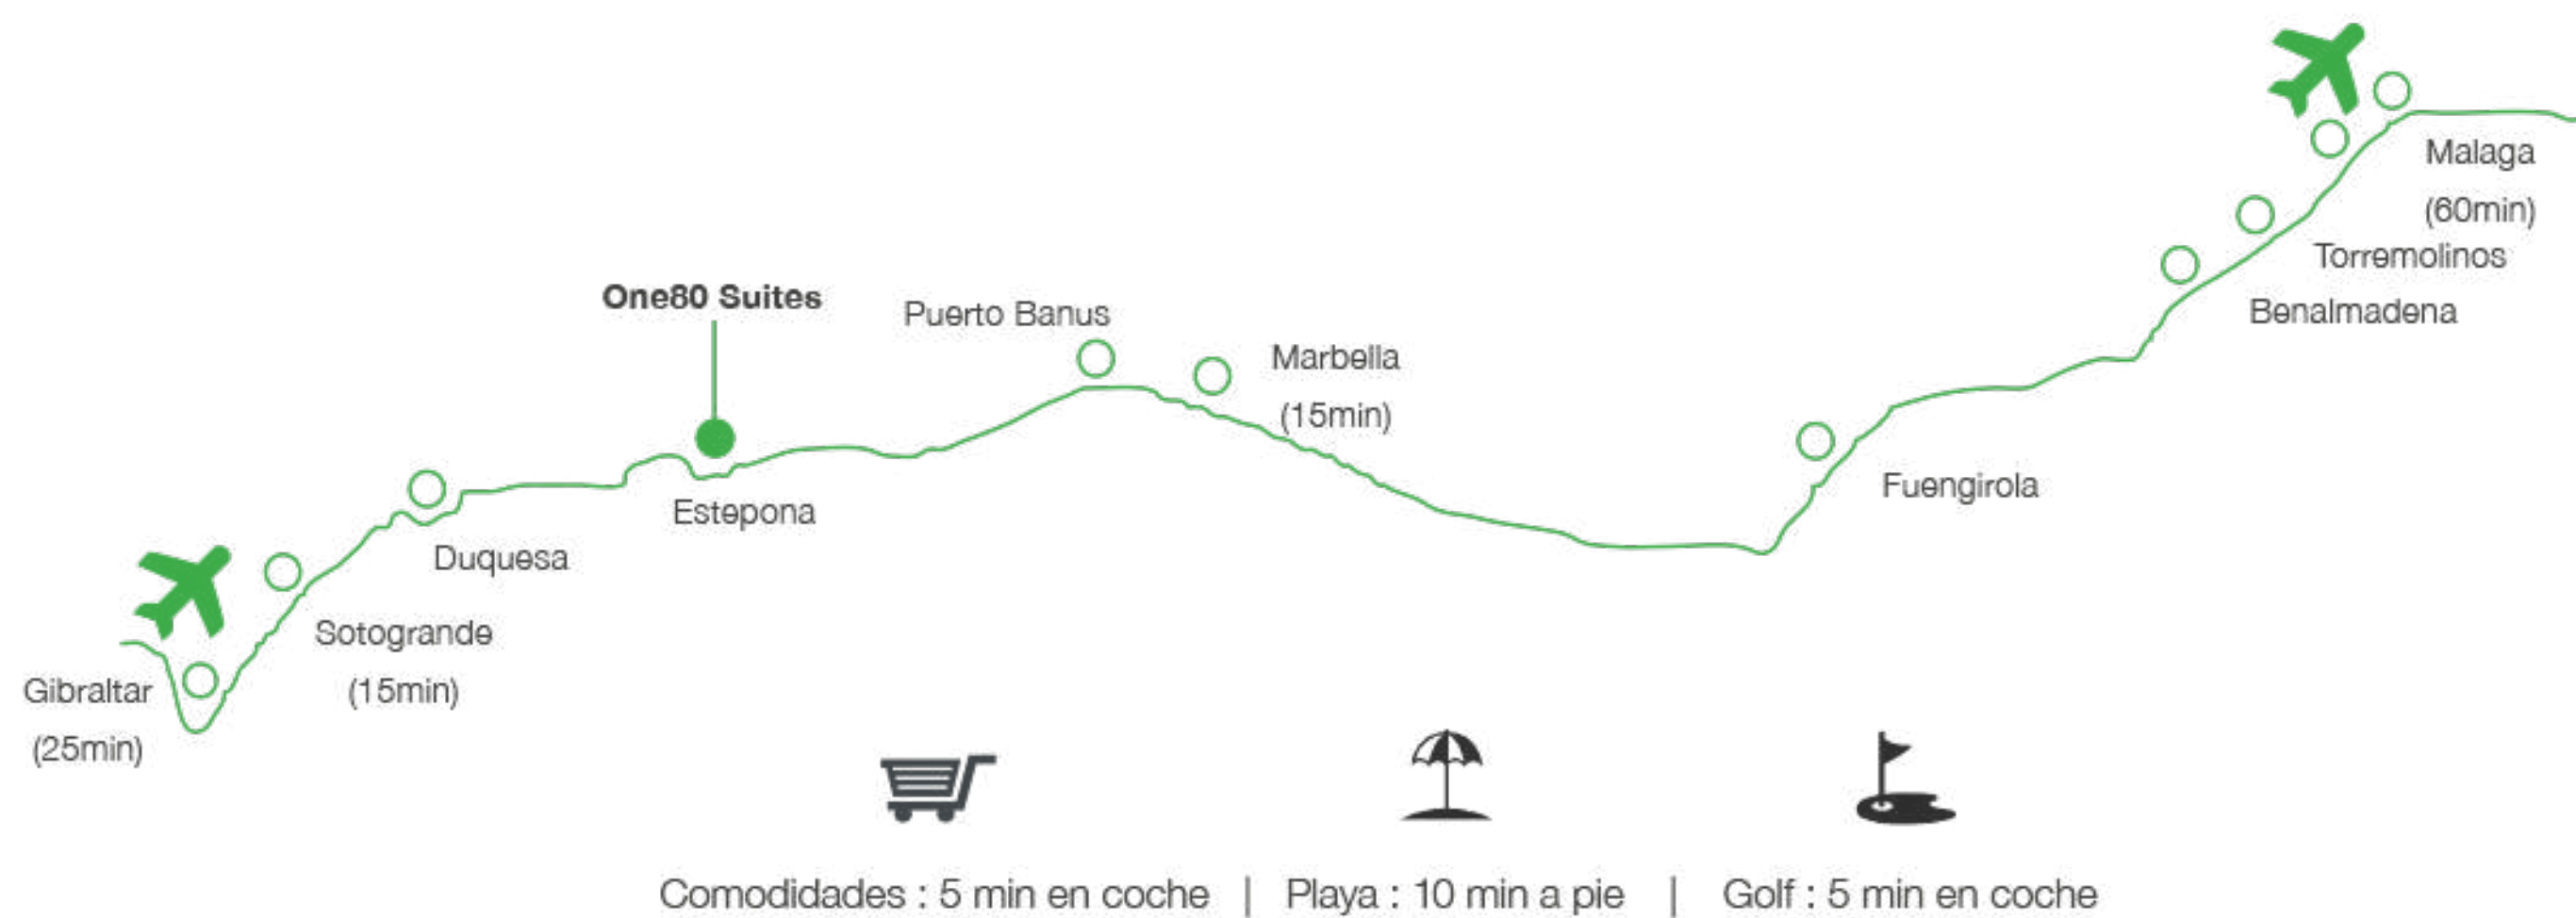 Malaga
(60min)
Torremolinos
Benalmadena
One80 Suites
Puerto Banus
Marbella
(15min)
Fuengirola
Estepona
Duquesa
Sotogrande
(15min)
Gibraltar
(25min)
Comodidades : 5 min en coche | Playa : 10 min a pie | Golf : 5 min en coche